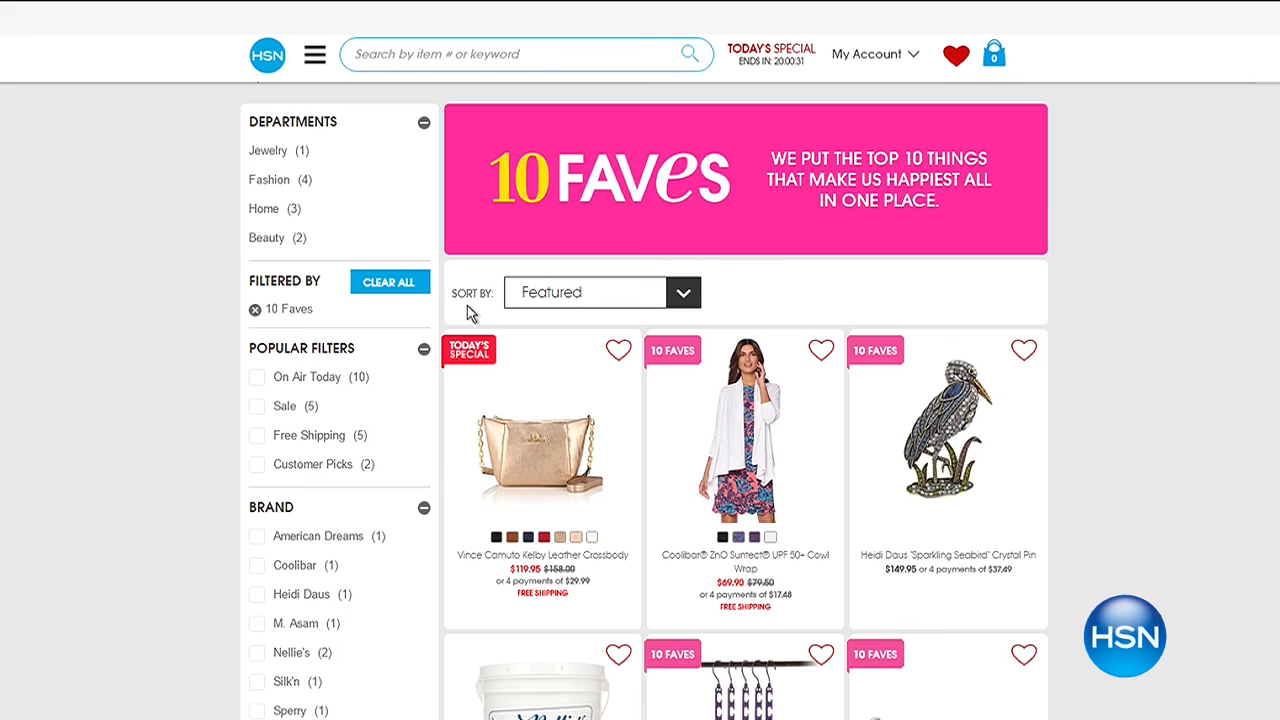 HSN
Search by item # or keyword
TODAY'S SPECIAL
ENDS IN: 20:00:31
My Account
0
DEPARTMENTS
Jewelry (1)
Fashion (4)
Home (3)
Beauty (2)
FILTERED BY
CLEAR ALL
10 Faves
POPULAR FILTERS
On Air Today (10)
Sale (5)
Free Shipping (5)
Customer Picks (2)
BRAND
American Dreams (1)
Coolibar (1)
Heidi Daus (1)
M. Asam (1)
Nellie's (2)
Silk'n (1)
Sperry (1)
10 FAVES
WE PUT THE TOP 10 THINGS
THAT MAKE US HAPPIEST ALL
IN ONE PLACE.
SORT BY:
Featured
TODAY'S
SPECIAL
Vince Camuto Kelby Leather Crossbody
$119.95 $158.00
or 4 payments of $29.99
FREE SHIPPING
10 FAVES
Coolibar® ZnO Suntect® UPF 50+ Cowl
Wrap
$69.90 $79.50
or 4 payments of $17.48
FREE SHIPPING
10 FAVES
Heidi Daus "Sparkling Seabird" Crystal Pin
$149.95 or 4 payments of $37.49
10 FAVES
10 FAVES
HSN